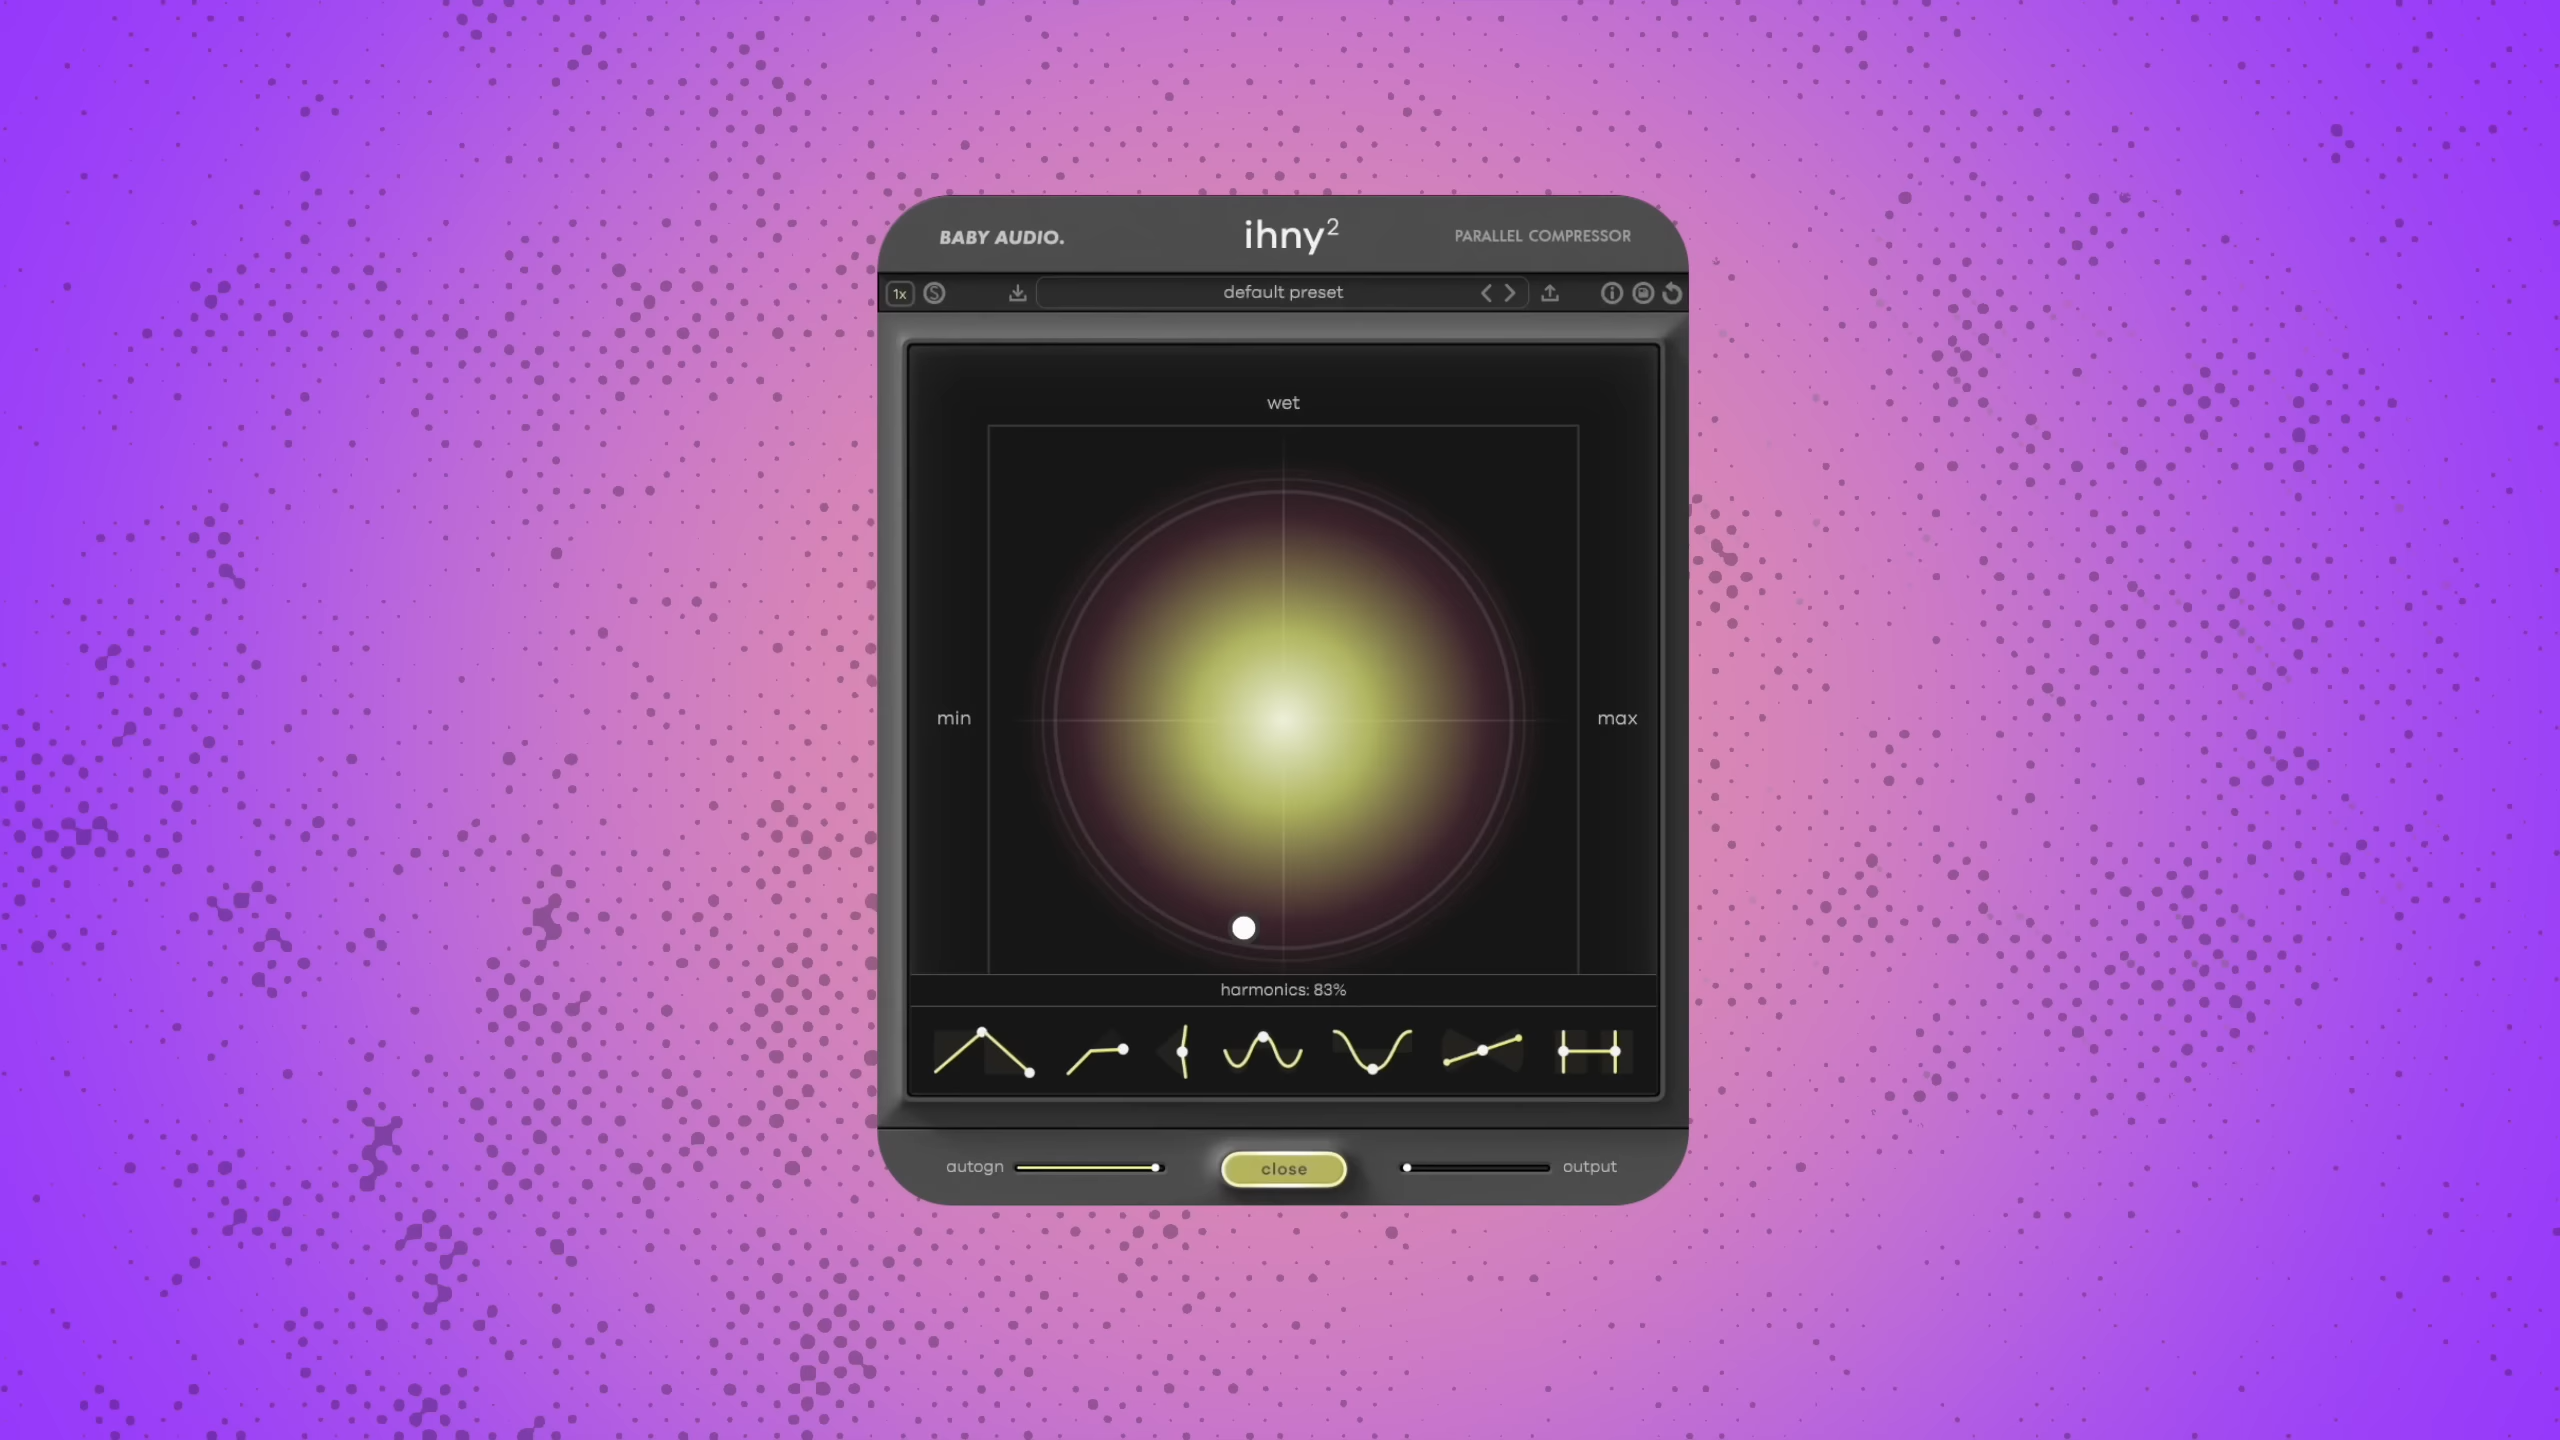 BABY AUDIO.
ihny²
PARALLEL COMPRESSOR
1x
S
default preset
wet
min
max
harmonics: 83%
autogn
close
output